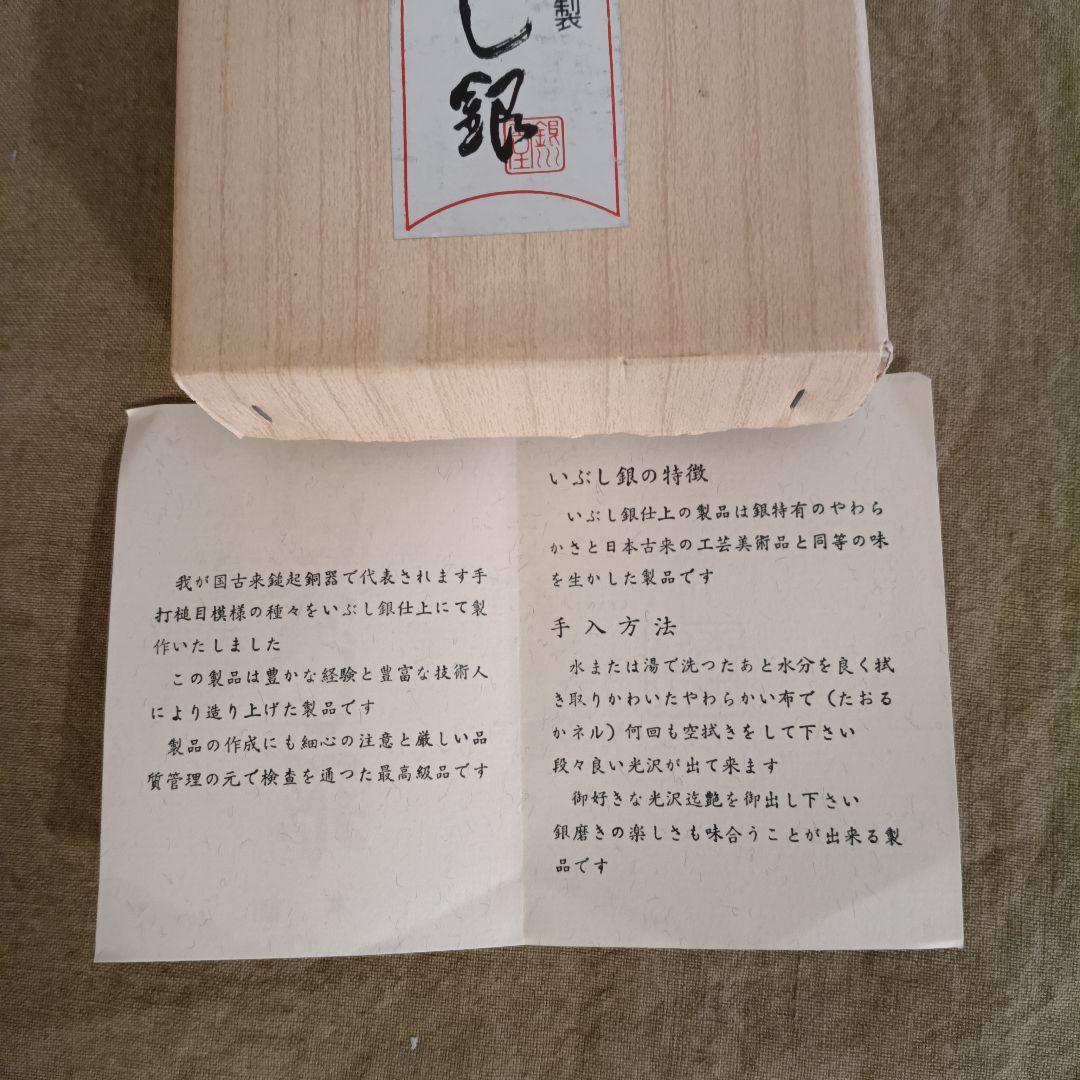 製
し銀
銀川堂
我が国古来鎚起銅器で代表されます手
打槌目模様の種々をいぶし銀仕上にて製
作いたしました
この製品は豊かな経験と豊富な技術人
により造り上げた製品です
製品の作成にも細心の注意と厳しい品
質管理の元で検査を通つた最高級品です
いぶし銀の特徴
いぶし銀仕上の製品は銀特有のやわら
かさと日本古来の工芸美術品と同等の味
を生かした製品です
手入方法
水または湯で洗つたあと水分を良く拭
き取りかわいたやわらかい布で（たおる
かネル）何回も空拭きをして下さい
段々良い光沢が出て来ます
御好きな光沢迄艶を御出し下さい
銀磨きの楽しさも味合うことが出来る製
品です